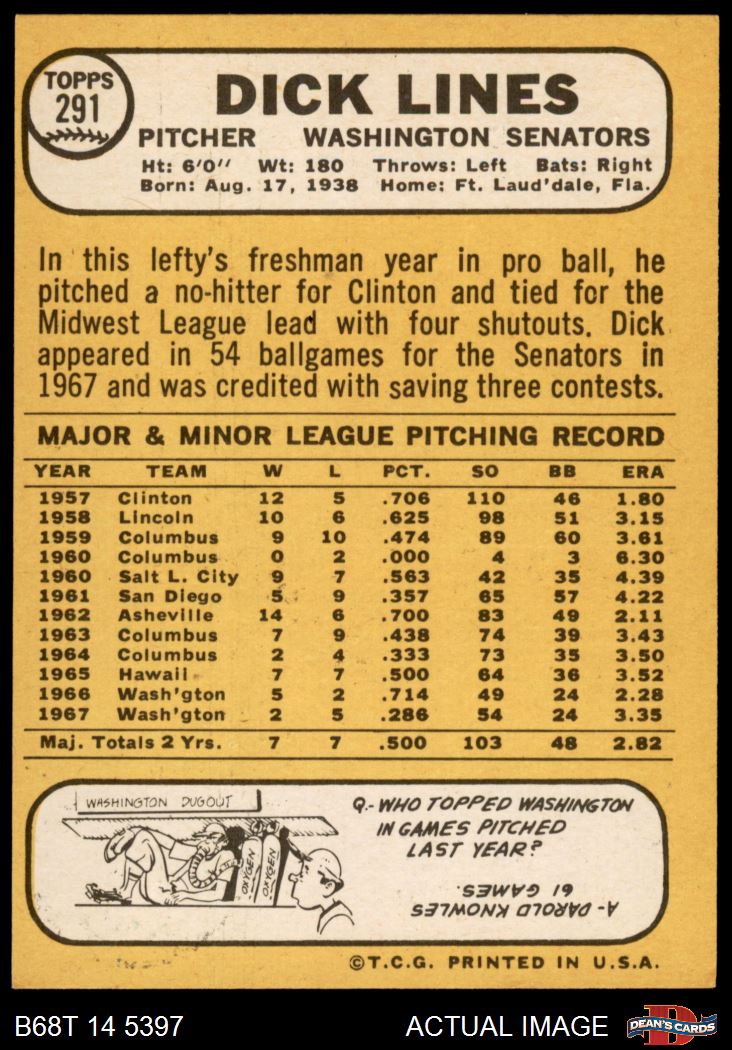 TOPPS
291
DICK LINES
PITCHER WASHINGTON SENATORS
Ht: 6'0" Wt: 180 Throws: Left Bats: Right
Born: Aug. 17, 1938 Home: Ft. Laud'dale, Fla.
In this lefty's freshman year in pro ball, he
pitched a no-hitter for Clinton and tied for the
Midwest League lead with four shutouts. Dick
appeared in 54 ballgames for the Senators in
1967 and was credited with saving three contests.
MAJOR & MINOR LEAGUE PITCHING RECORD
YEAR TEAM W L PCT. SO BB ERA
1957 Clinton 12 5 .706 110 46 1.80
1958 Lincoln 10 6 .625 98 51 3.15
1959 Columbus 9 10 .474 89 60 3.61
1960 Columbus 0 2 .000 4 3 6.30
1960 Salt L. City 9 7 .563 42 35 4.39
1961 San Diego 5 9 .357 65 57 4.22
1962 Asheville 14 6 .700 83 49 2.11
1963 Columbus 7 9 .438 74 39 3.43
1964 Columbus 2 4 .333 73 35 3.50
1965 Hawaii 7 7 .500 64 36 3.52
1966 Wash'gton 5 2 .714 49 24 2.28
1967 Wash'gton 2 5 .286 54 24 3.35
Maj. Totals 2 Yrs. 7 7 .500 103 48 2.82
WASHINGTON DUGOUT
OXYGEN
OXYGEN
Q.- WHO TOPPED WASHINGTON
IN GAMES PITCHED
LAST YEAR?
A- DAROLD KNOWLES
61 GAMES.
©T.C.G. PRINTED IN U.S.A.
B68T 14 5397 ACTUAL IMAGE
D
DEAN'S CARDS